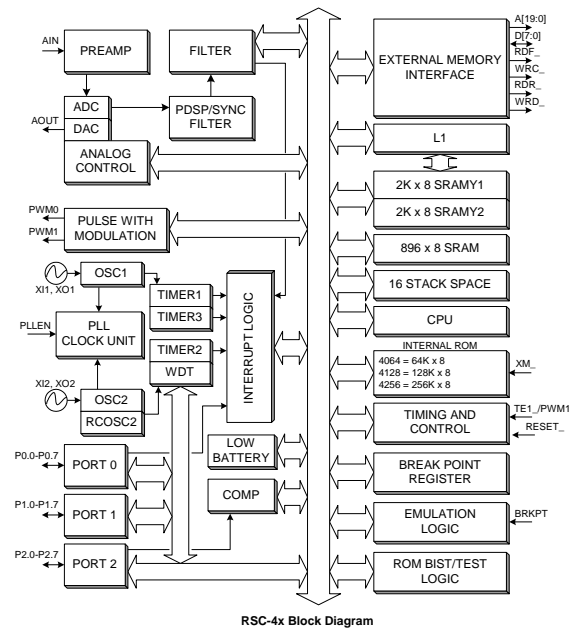 AIN
PREAMP
FILTER
ADC
DAC
AOUT
PDSP/SYNC
FILTER
ANALOG
CONTROL
PWM0
PWM1
PULSE WITH
MODULATION
OSC1
XI1, XO1
PLLEN
PLL
CLOCK UNIT
XI2, XO2
OSC2
RCOSC2
TIMER1
TIMER3
TIMER2
WDT
INTERRUPT LOGIC
P0.0-P0.7
PORT 0
P1.0-P1.7
PORT 1
P2.0-P2.7
PORT 2
LOW
BATTERY
COMP
EXTERNAL MEMORY
INTERFACE
A[19:0]
D[7:0]
RDF_
WRC_
RDR_
WRD_
L1
2K x 8 SRAMY1
2K x 8 SRAMY2
896 x 8 SRAM
16 STACK SPACE
CPU
INTERNAL ROM
4064 = 64K x 8
4128 = 128K x 8
4256 = 256K x 8
XM_
TIMING AND
CONTROL
TE1_/PWM1
RESET_
BREAK POINT
REGISTER
EMULATION
LOGIC
BRKPT
ROM BIST/TEST
LOGIC
RSC-4x Block Diagram